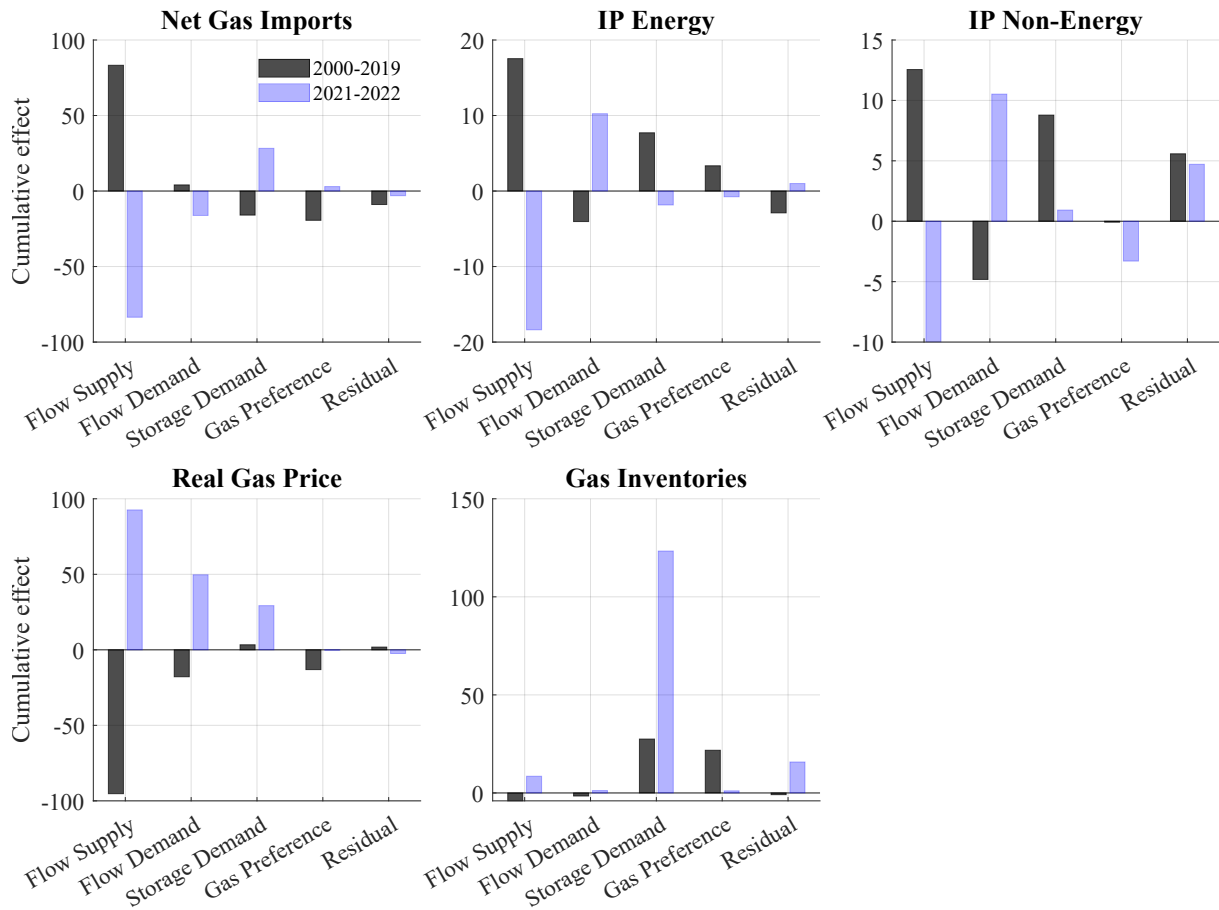 Net Gas Imports
100
50
0
-50
-100
Cumulative effect
2000-2019
2021-2022
Flow Supply
Flow Demand
Storage Demand
Gas Preference
Residual
IP Energy
20
10
0
-10
-20
Flow Supply
Flow Demand
Storage Demand
Gas Preference
Residual
IP Non-Energy
15
10
5
0
-5
-10
Flow Supply
Flow Demand
Storage Demand
Gas Preference
Residual
Real Gas Price
100
50
0
-50
-100
Cumulative effect
Flow Supply
Flow Demand
Storage Demand
Gas Preference
Residual
Gas Inventories
150
100
50
0
Flow Supply
Flow Demand
Storage Demand
Gas Preference
Residual